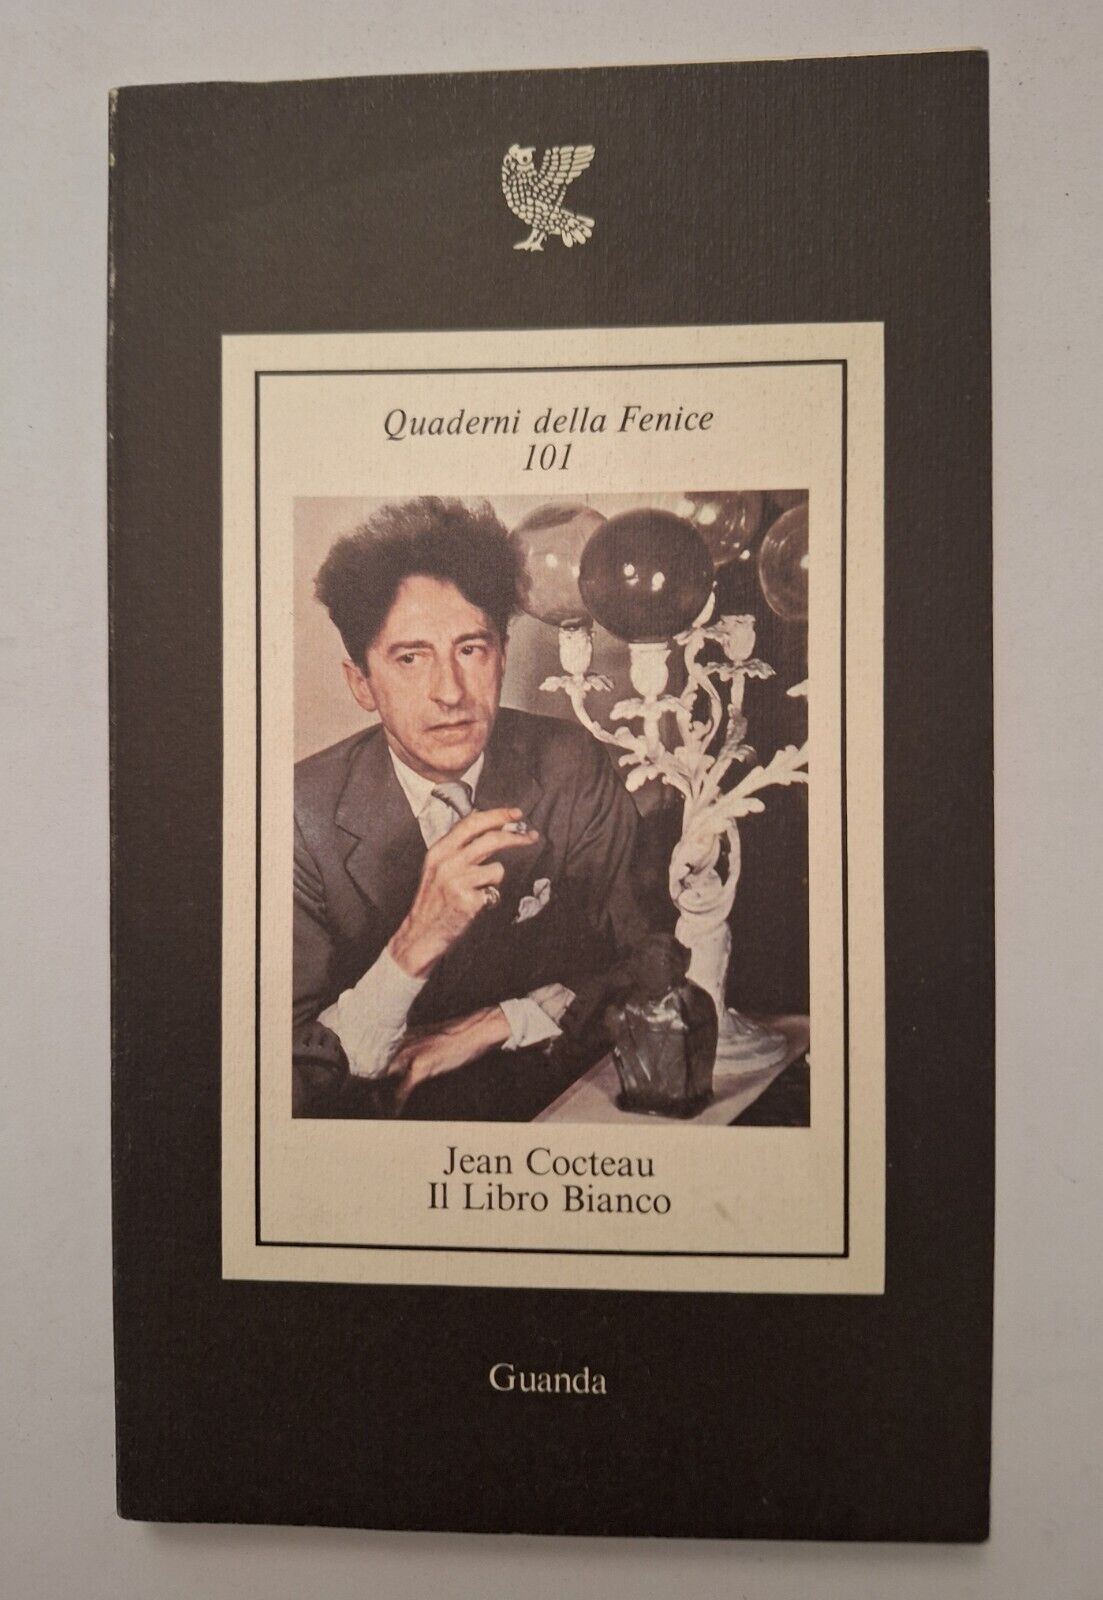 Quaderni della Fenice
101
Jean Cocteau
Il Libro Bianco
Guanda